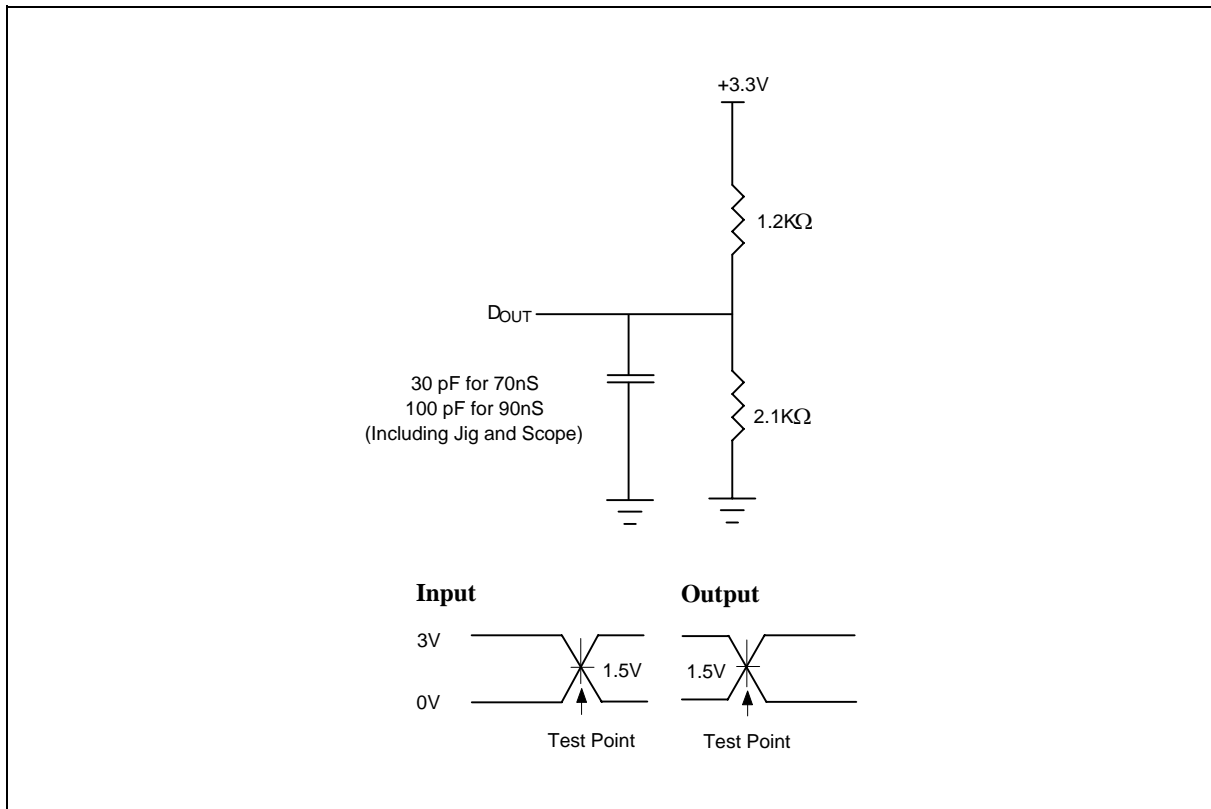 +3.3V
1.2KΩ
DOUT
30 pF for 70nS
100 pF for 90nS
(Including Jig and Scope)
2.1KΩ
Input
Output
3V
1.5V
1.5V
0V
Test Point
Test Point